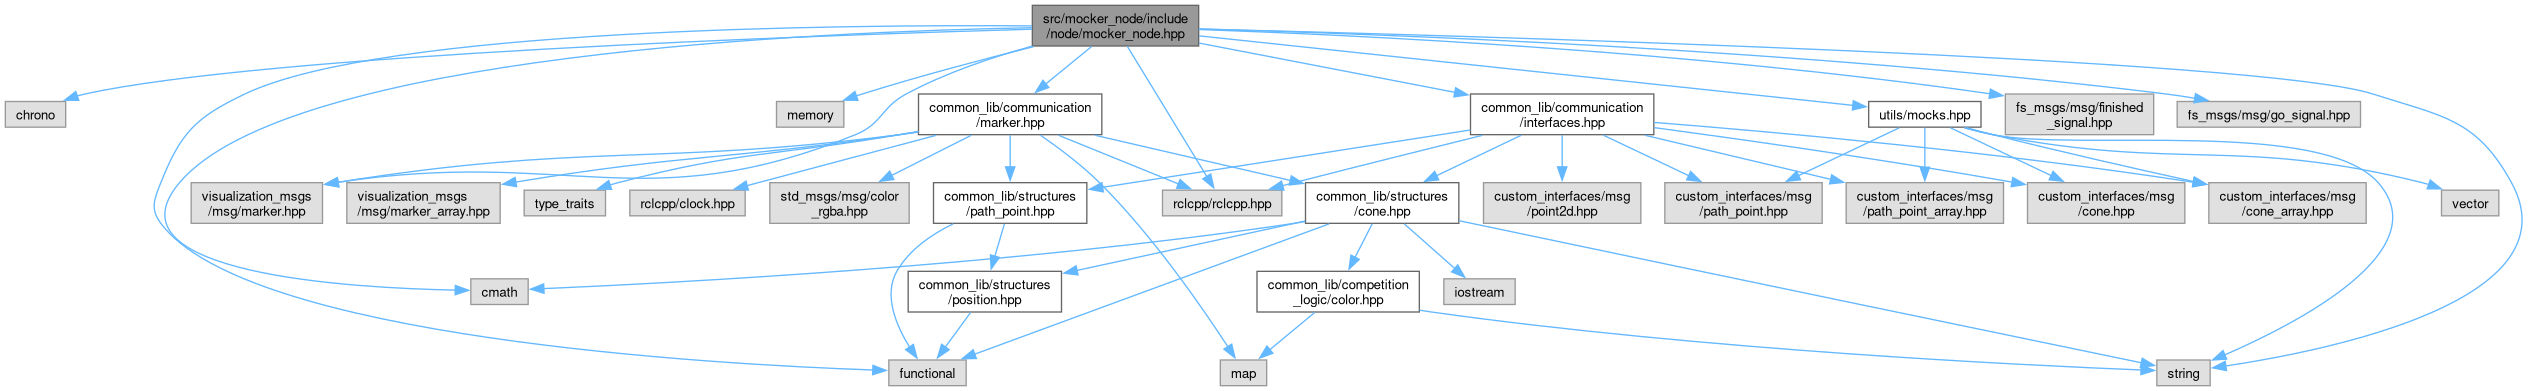 src/mocker_node/include
/node/mocker_node.hpp
chrono
memory
common_lib/communication
/marker.hpp
common_lib/communication
/interfaces.hpp
utils/mocks.hpp
fs_msgs/msg/finished
_signal.hpp
fs_msgs/msg/go_signal.hpp
visualization_msgs
/msg/marker.hpp
visualization_msgs
/msg/marker_array.hpp
type_traits
rclcpp/clock.hpp
std_msgs/msg/color
_rgba.hpp
common_lib/structures
/path_point.hpp
rclcpp/rclcpp.hpp
common_lib/structures
/cone.hpp
custom_interfaces/msg
/point2d.hpp
custom_interfaces/msg
/path_point.hpp
custom_interfaces/msg
/path_point_array.hpp
custom_interfaces/msg
/cone.hpp
custom_interfaces/msg
/cone_array.hpp
vector
cmath
common_lib/structures
/position.hpp
common_lib/competition
_logic/color.hpp
iostream
functional
map
string